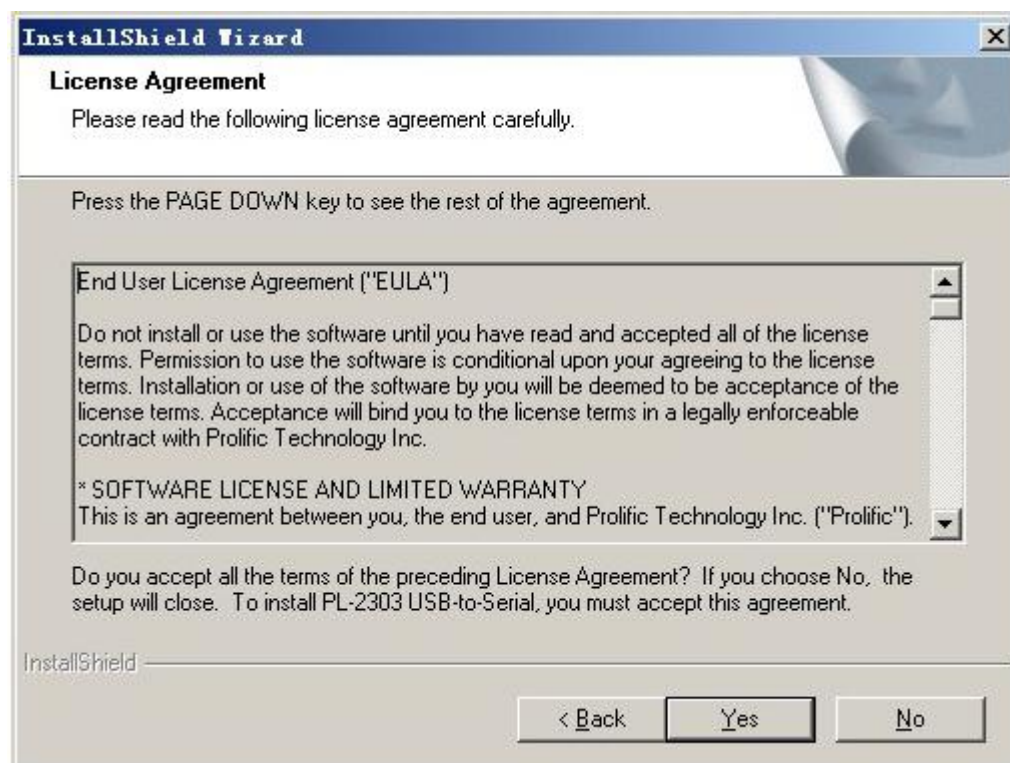 InstallShield Wizard
License Agreement
Please read the following license agreement carefully.
Press the PAGE DOWN key to see the rest of the agreement.
End User License Agreement ("EULA")
Do not install or use the software until you have read and accepted all of the license
terms. Permission to use the software is conditional upon your agreeing to the license
terms. Installation or use of the software by you will be deemed to be acceptance of the
license terms. Acceptance will bind you to the license terms in a legally enforceable
contract with Prolific Technology Inc.
* SOFTWARE LICENSE AND LIMITED WARRANTY
This is an agreement between you, the end user, and Prolific Technology Inc. ("Prolific").
Do you accept all the terms of the preceding License Agreement? If you choose No, the
setup will close. To install PL-2303 USB-to-Serial, you must accept this agreement.
InstallShield
< Back Yes No